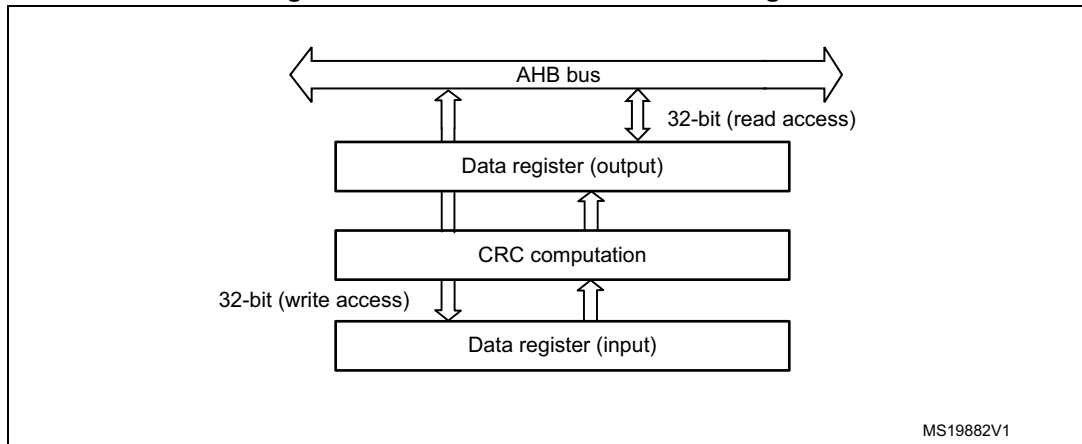 AHB bus
32-bit (read access)
Data register (output)
CRC computation
32-bit (write access)
Data register (input)
MS19882V1